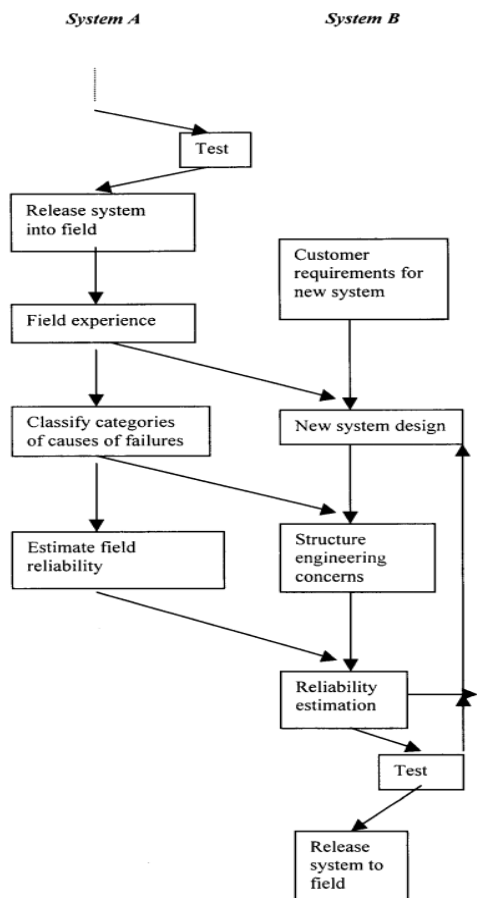 System A
System B
Test
Release system
into field
Customer
requirements for
new system
Field experience
Classify categories
of causes of failures
New system design
Estimate field
reliability
Structure
engineering
concerns
Reliability
estimation
Test
Release
system to
field